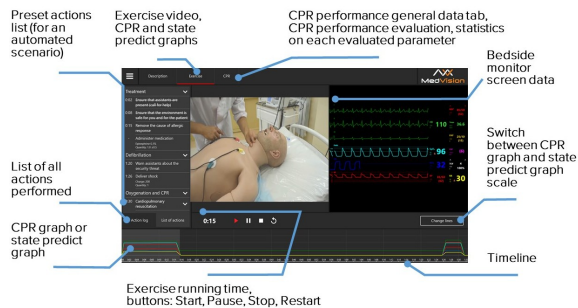 Preset actions
list (for an
automated
scenario)
Exercise video,
CPR and state
predict graphs
CPR performance general data tab,
CPR performance evaluation, statistics
on each evaluated parameter
Bedside
monitor
screen data
Description
Exercise
CPR
MedVision
Treatment
Ensure that assistants are
present (call for help)
Ensure that the environment is
safe for you and for the patient
Remove the cause of allergic
response
Administer medication
Defibrillation
Warn assistants about the
security threat
Deliver shock
Oxygenation and CPR
Cardiopulmonary
resuscitation
110
96
32
30
Switch
between CPR
graph and state
predict graph
scale
List of all
actions
performed
Action log
List of actions
0:15
Change view
CPR graph or
state predict
graph
Timeline
Exercise running time,
buttons: Start, Pause, Stop, Restart